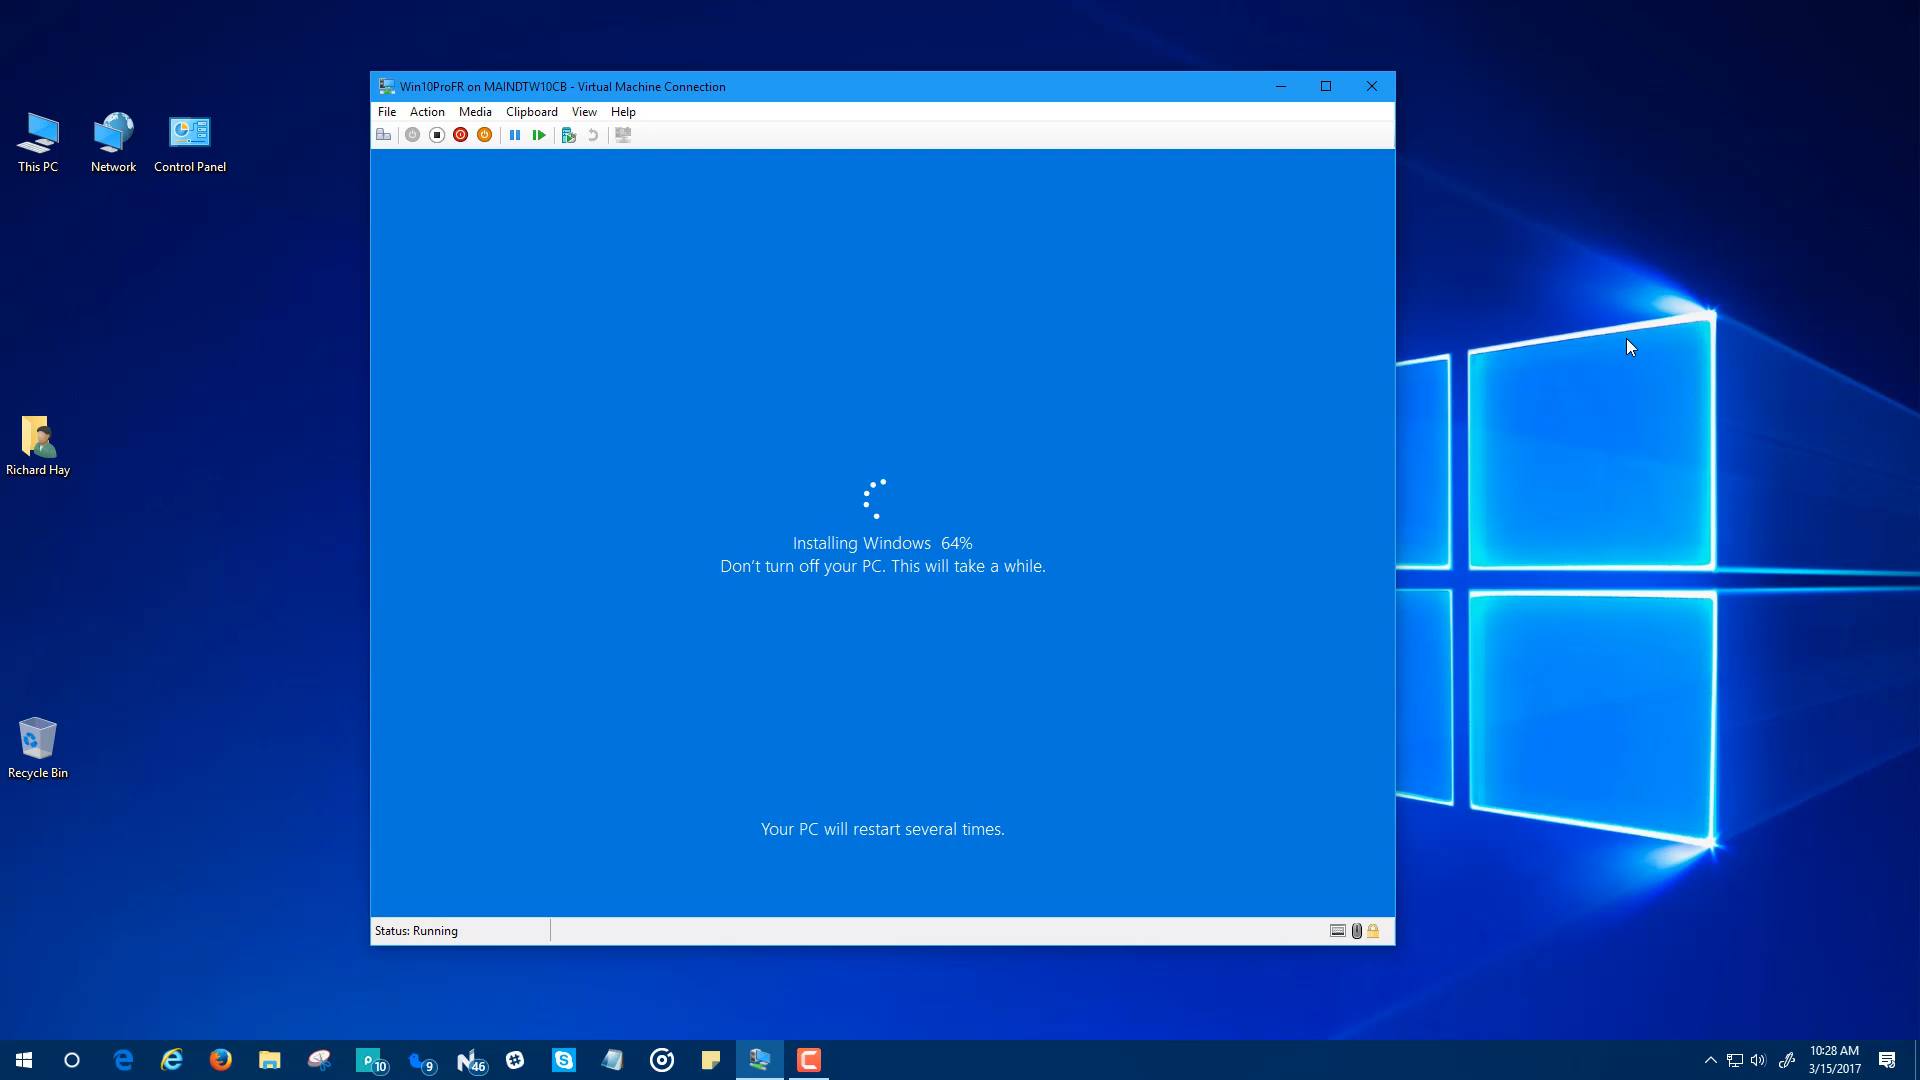 Win10ProFR on MAINDTW10CB - Virtual Machine Connection
File Action Media Clipboard View Help
This PC
Network
Control Panel
Richard Hay
Recycle Bin
Installing Windows 64%
Don't turn off your PC. This will take a while.
Your PC will restart several times.
Status: Running
10
9
46
10:28 AM
3/15/2017